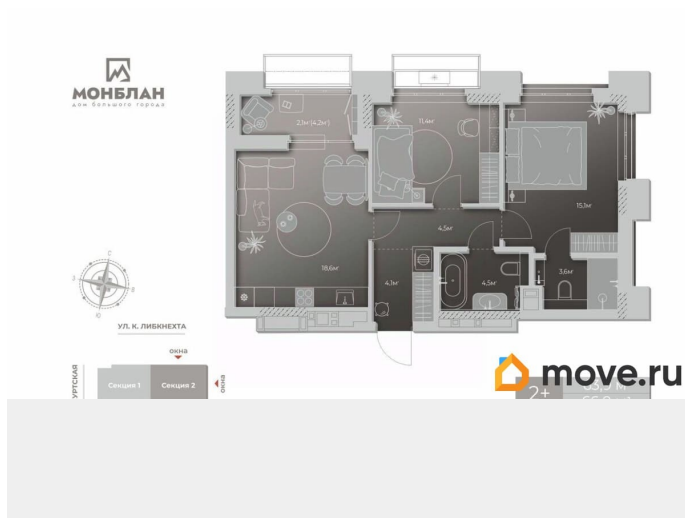 МОНБЛАН
дом большого города
2,1м²(4,2м²)
11,4м²
15,1м²
4,5м²
18,6м²
4,1м²
4,5м²
3,6м²
С
З
В
Ю
УЛ. К. ЛИБКНЕХТА
окна
Секция 1
Секция 2
окна
move.ru
2+